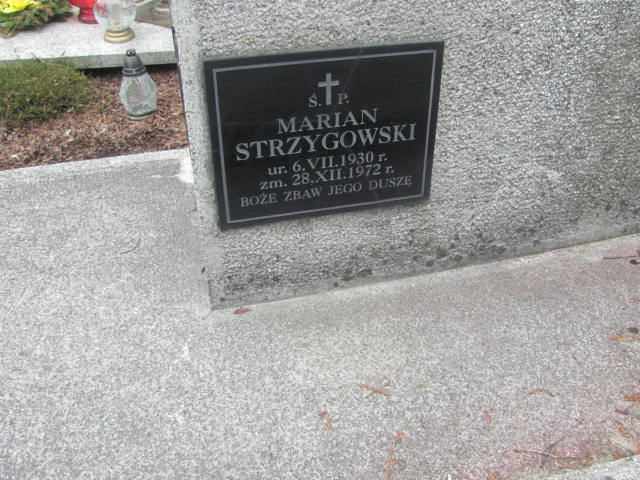 Ś. P.
MARIAN
STRZYGOWSKI
ur. 6.VII.1930 r.
zm. 28.XII.1972 r.
BOŻE ZBAW JEGO DUSZĘ